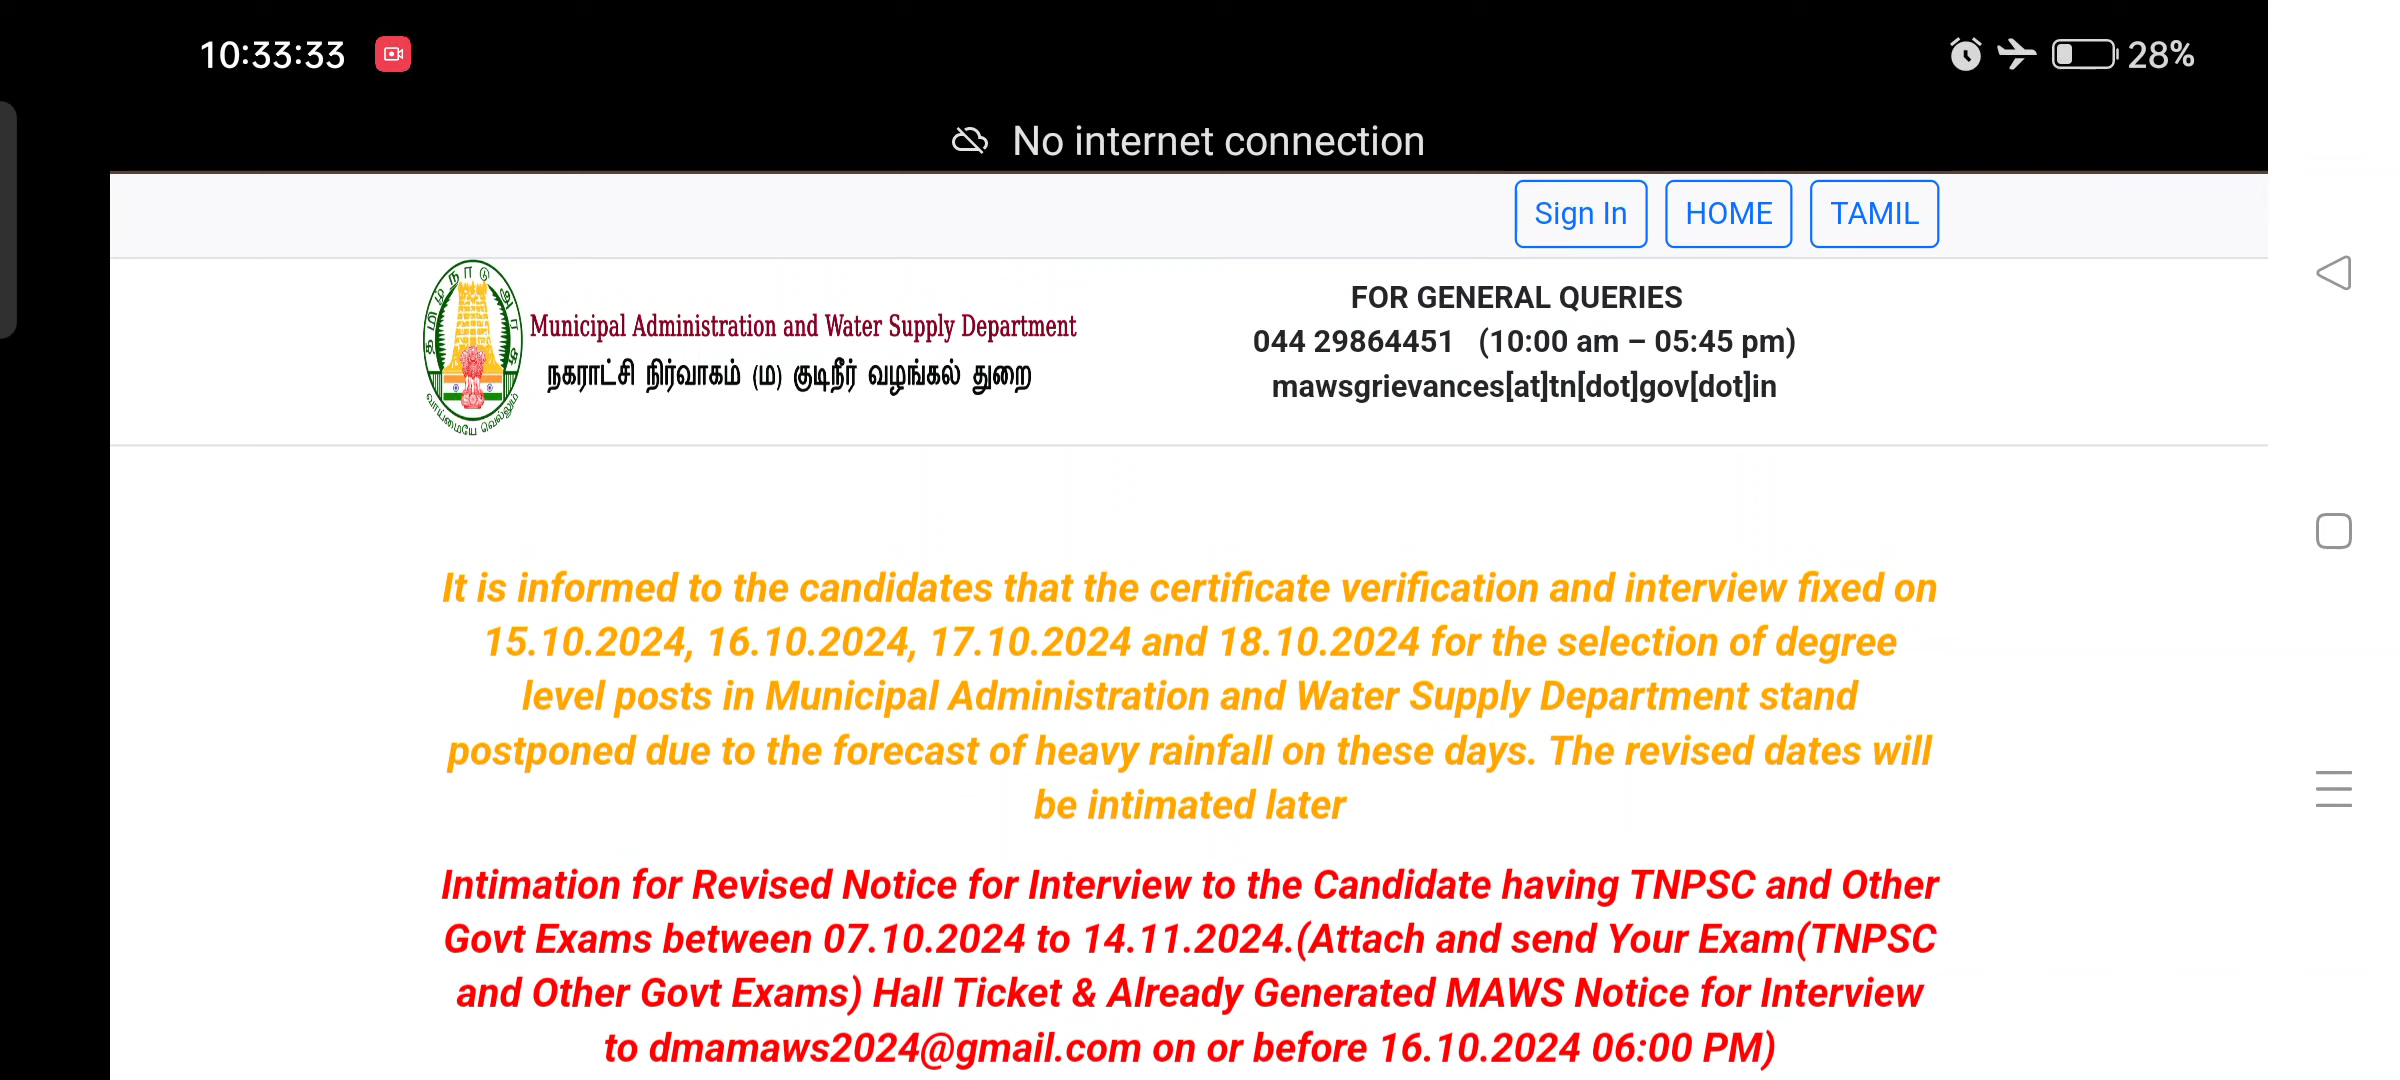 10:33:33
28%
No internet connection
Sign In HOME TAMIL
Municipal Administration and Water Supply Department
நகராட்சி நிர்வாகம் (ம) குடிநீர் வழங்கல் துறை
தமிழ்நாடு அரசு
வாய்மையே வெல்லும்
FOR GENERAL QUERIES
044 29864451 (10:00 am – 05:45 pm)
mawsgrievances[at]tn[dot]gov[dot]in
It is informed to the candidates that the certificate verification and interview fixed on
15.10.2024, 16.10.2024, 17.10.2024 and 18.10.2024 for the selection of degree
level posts in Municipal Administration and Water Supply Department stand
postponed due to the forecast of heavy rainfall on these days. The revised dates will
be intimated later
Intimation for Revised Notice for Interview to the Candidate having TNPSC and Other
Govt Exams between 07.10.2024 to 14.11.2024.(Attach and send Your Exam(TNPSC
and Other Govt Exams) Hall Ticket & Already Generated MAWS Notice for Interview
to dmamaws2024@gmail.com on or before 16.10.2024 06:00 PM)